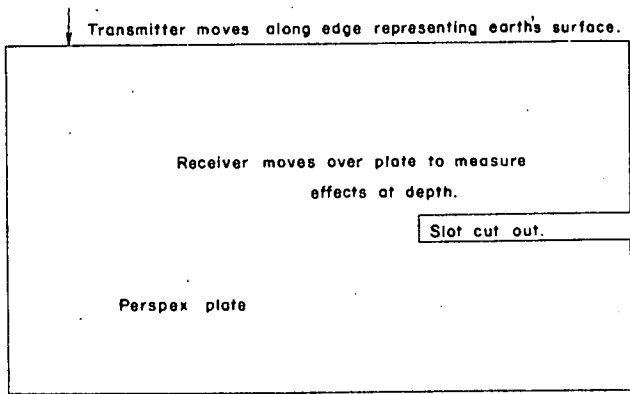 Transmitter moves along edge representing earth's surface.
Receiver moves over plate to measure
effects at depth.
Slot cut out.
Perspex plate